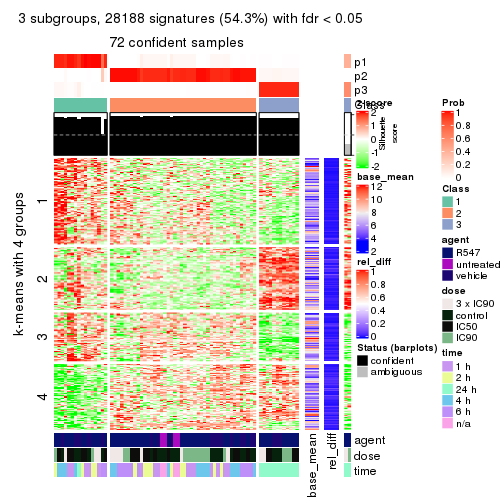 3 subgroups, 28188 signatures (54.3%) with fdr < 0.05
72 confident samples
p1
p2
p3
Class
Silhouette
score
k-means with 4 groups
1
2
3
4
agent
dose
time
base_mean
rel_diff
z-score
2
1
0
-1
-2
base_mean
12
10
8
6
4
2
rel_diff
1
0.8
0.6
0.4
0.2
0
Status (barplots)
confident
ambiguous
Prob
1
0.8
0.6
0.4
0.2
0
Class
1
2
3
agent
R547
untreated
vehicle
dose
3 x IC90
control
IC50
IC90
time
1 h
2 h
24 h
4 h
6 h
n/a